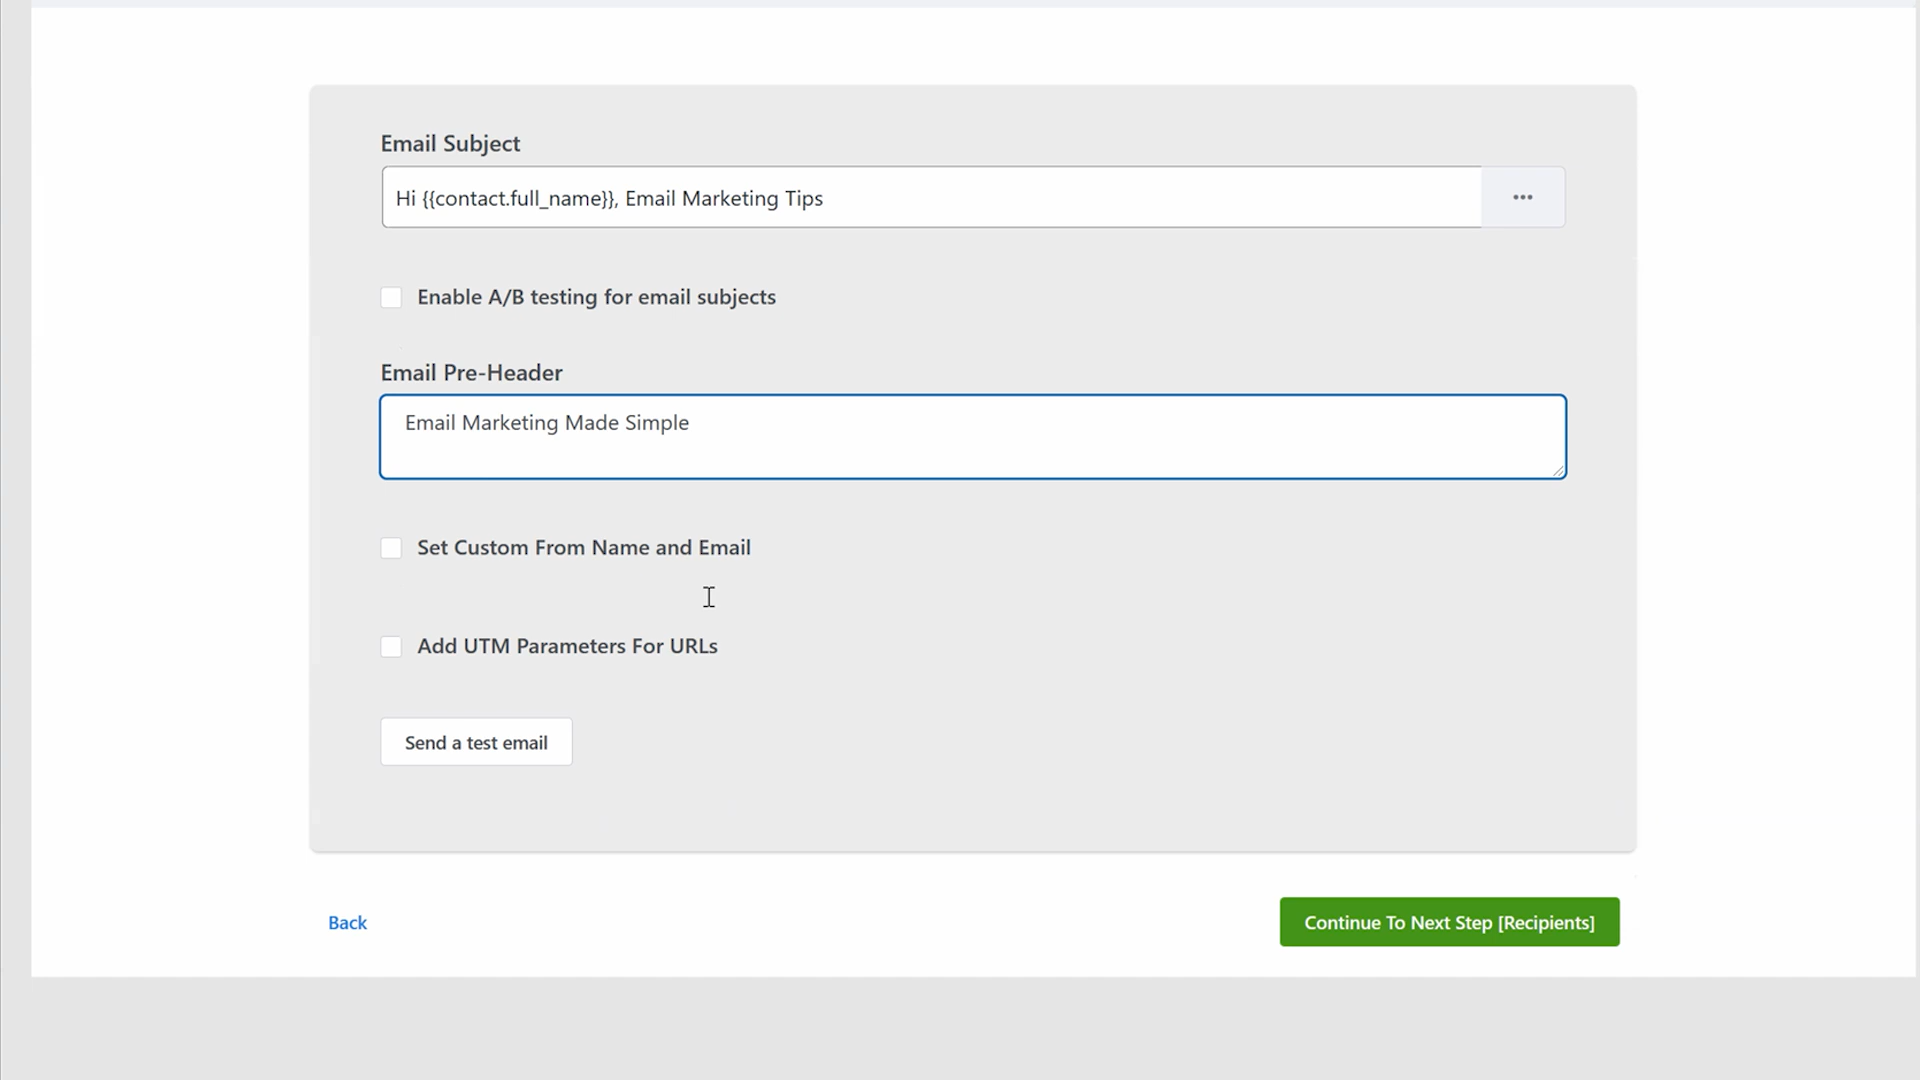 Email Subject
Hi {{contact.full_name}}, Email Marketing Tips
Enable A/B testing for email subjects
Email Pre-Header
Email Marketing Made Simple
Set Custom From Name and Email
Add UTM Parameters For URLs
Send a test email
Back
Continue To Next Step [Recipients]